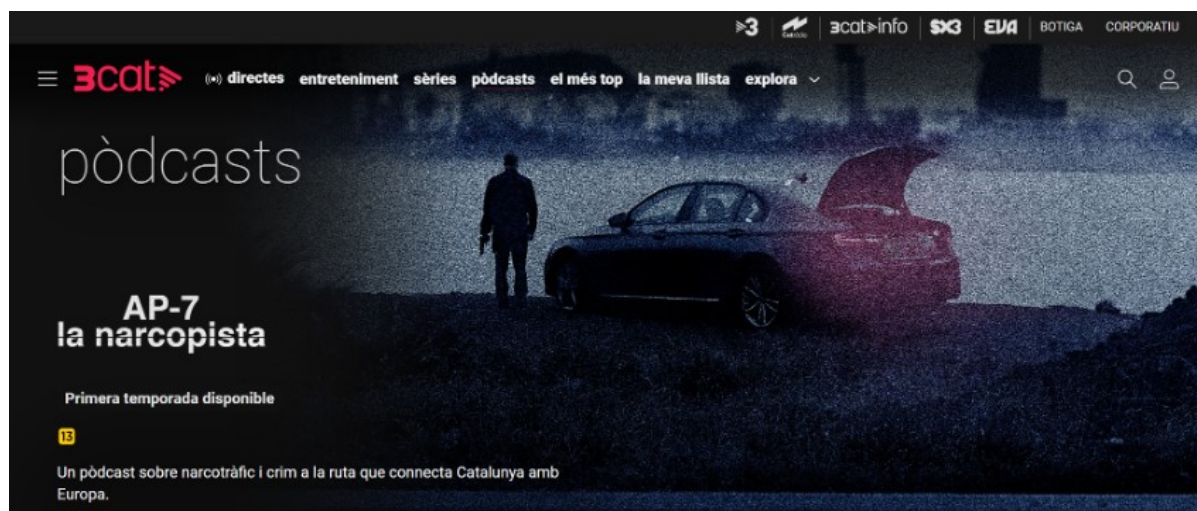 3 3cat info SX3 EVA BOTIGA CORPORATIU
3cat directes entreteniment sèries pòdcasts el més top la meva llista explora
pòdcasts
AP-7
la narcopista
Primera temporada disponible
13
Un pòdcast sobre narcotràfic i crim a la ruta que connecta Catalunya amb
Europa.